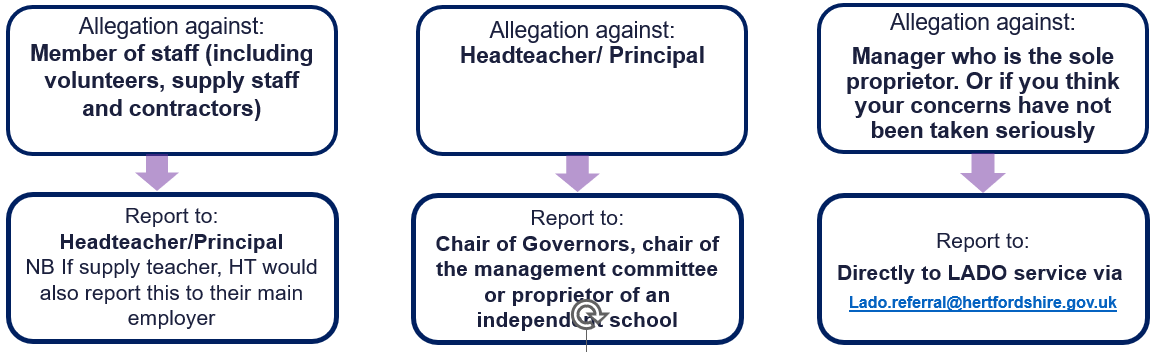 Allegation against:
Member of staff (including
volunteers, supply staff
and contractors)
Report to:
Headteacher/Principal
NB If supply teacher, HT would
also report this to their main
employer
Allegation against:
Headteacher/ Principal
Report to:
Chair of Governors, chair of
the management committee
or proprietor of an
independent school
Allegation against:
Manager who is the sole
proprietor. Or if you think
your concerns have not
been taken seriously
Report to:
Directly to LADO service via
Lado.referral@hertfordshire.gov.uk